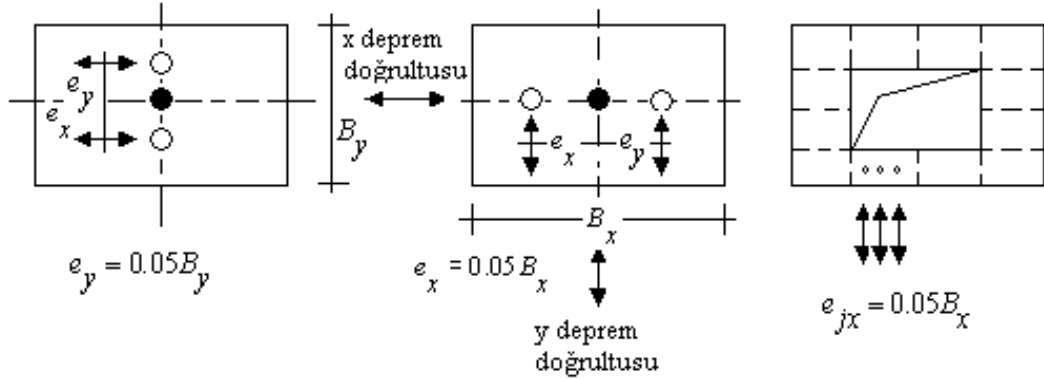 e_y
e_x
e_y = 0.05B_y
x deprem
doğrultusu
B_y
e_x
e_y
B_x
e_x = 0.05B_x
y deprem
doğrultusu
e_jx = 0.05B_x